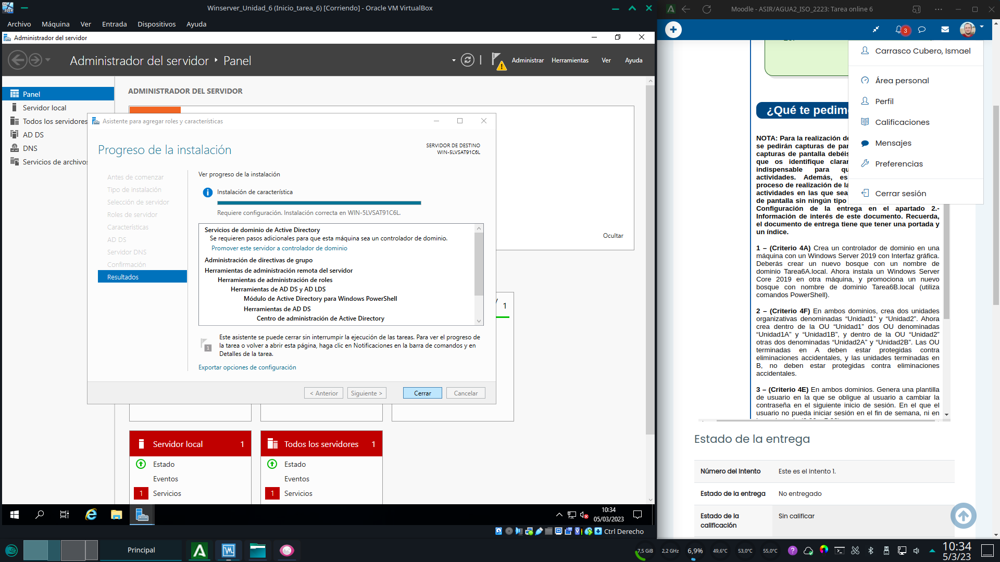 Winserver_Unidad_6 (Inicio_tarea_6) [Corriendo] - Oracle VM VirtualBox
Archivo Máquina Ver Entrada Dispositivos Ayuda
Administrador del servidor
Administrador del servidor Panel
Administrar Herramientas Ver Ayuda
Panel
Servidor local
Todos los servidores
AD DS
DNS
Servicios de archivos
ADMINISTRADOR DEL SERVIDOR
Ocultar
1
Asistente para agregar roles y características
Progreso de la instalación
SERVIDOR DE DESTINO
WIN-5LVSAT91C6L
Antes de comenzar
Tipo de instalación
Selección de servidor
Roles de servidor
Características
AD DS
Servidor DNS
Confirmación
Resultados
Ver progreso de la instalación
Instalación de característica
Requiere configuración. Instalación correcta en WIN-5LVSAT91C6L.
Servicios de dominio de Active Directory
Se requieren pasos adicionales para que esta máquina sea un controlador de dominio.
Promover este servidor a controlador de dominio
Administración de directivas de grupo
Herramientas de administración remota del servidor
Herramientas de administración de roles
Herramientas de AD DS y AD LDS
Módulo de Active Directory para Windows PowerShell
Herramientas de AD DS
Centro de administración de Active Directory
1
Este asistente se puede cerrar sin interrumpir la ejecución de las tareas. Para ver el progreso de
la tarea o volver a abrir esta página, haga clic en Notificaciones en la barra de comandos y en
Detalles de la tarea.
Exportar opciones de configuración
< Anterior Siguiente > Cerrar Cancelar
Servidor local 1
Estado
Eventos
1 Servicios
Todos los servidores 1
Estado
Eventos
1 Servicios
10:34
05/03/2023
Ctrl Derecho
Moodle - ASIR/AGUA2_ISO_2223: Tarea online 6
3
Carrasco Cubero, Ismael
Área personal
Perfil
Calificaciones
Mensajes
Preferencias
Cerrar sesión
¿Qué te pedim
NOTA: Para la realización de
se pedirán capturas de pan
capturas de pantalla debéis
que os identifique claram
indispensable para qu
actividades. Además, es
proceso de realización de la
actividades en las que sea
de pantalla sin ningún tipo
Configuración de la entrega en el apartado 2.-
Información de interés de este documento. Recuerda,
el documento de entrega tiene que tener una portada y
un índice.
1 – (Criterio 4A) Crea un controlador de dominio en una
máquina con un Windows Server 2019 con Interfaz gráfica.
Deberás crear un nuevo bosque con un nombre de
dominio Tarea6A.local. Ahora instala un Windows Server
Core 2019 en otra máquina, y promociona un nuevo
bosque con nombre de dominio Tarea6B.local (utiliza
comandos PowerShell).
2 – (Criterio 4F) En ambos dominios, crea dos unidades
organizativas denominadas “Unidad1” y “Unidad2”. Ahora
crea dentro de la OU “Unidad1” dos OU denominadas
“Unidad1A” y “Unidad1B”, y dentro de la OU “Unidad2”
otras dos denominadas “Unidad2A” y “Unidad2B”. Las OU
terminadas en A deben estar protegidas contra
eliminaciones accidentales, y las unidades terminadas en
B, no deben estar protegidas contra eliminaciones
accidentales.
3 – (Criterio 4E) En ambos dominios. Genera una plantilla
de usuario en la que se obligue al usuario a cambiar la
contraseña en el siguiente inicio de sesión. En el que el
usuario no pueda iniciar sesión en el fin de semana, ni en
Estado de la entrega
Número del intento Este es el intento 1.
Estado de la entrega No entregado
Estado de la
calificación
Sin calificar
Principal
7,5 GiB 2,2 GHz 6,9% 49,6°C 53,0°C 55,0°C
10:34
5/3/23